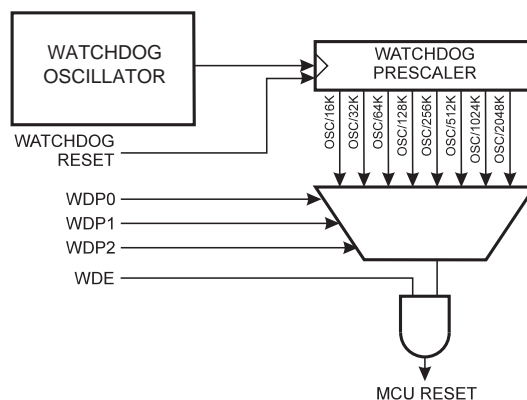 WATCHDOG
OSCILLATOR
WATCHDOG
PRESCALER
WATCHDOG
RESET
OSC/16K
OSC/32K
OSC/64K
OSC/128K
OSC/256K
OSC/512K
OSC/1024K
OSC/2048K
WDP0
WDP1
WDP2
WDE
MCU RESET